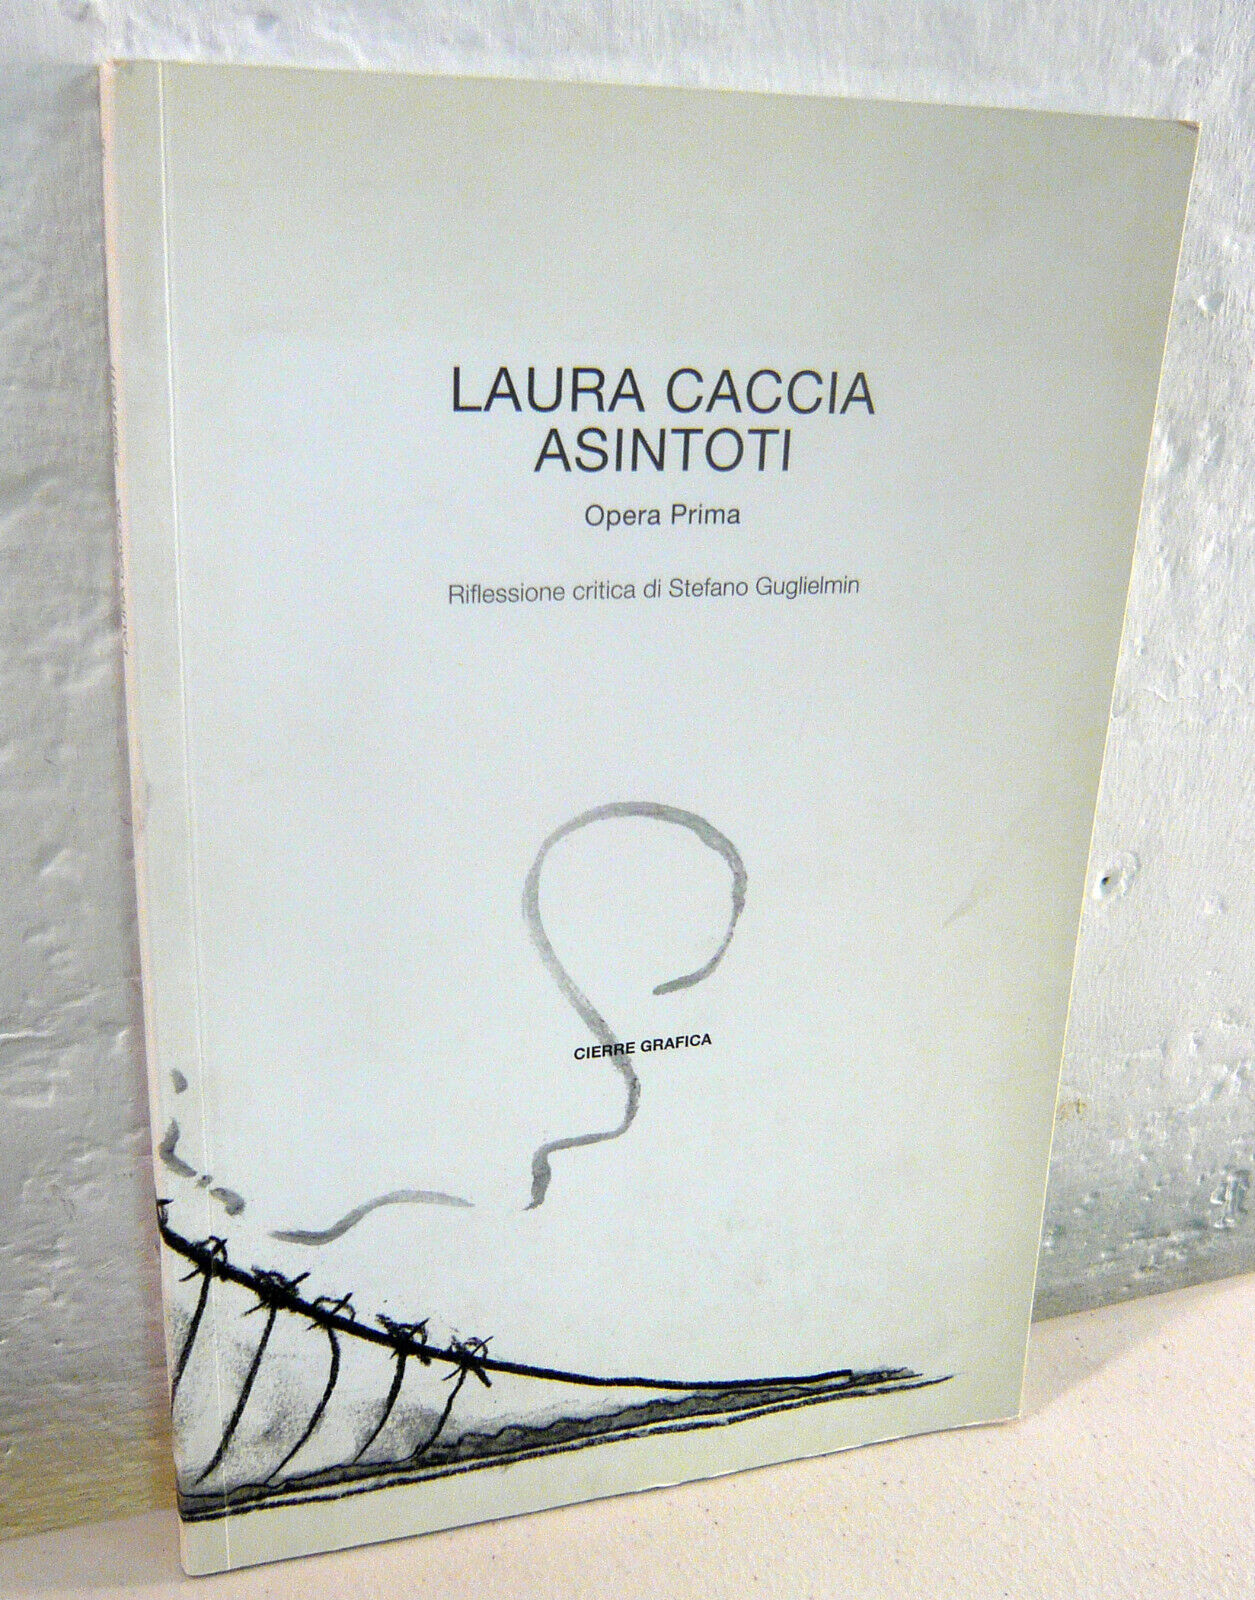 LAURA CACCIA
ASINTOTI
Opera Prima
Riflessione critica di Stefano Guglielmin
CIERRE GRAFICA